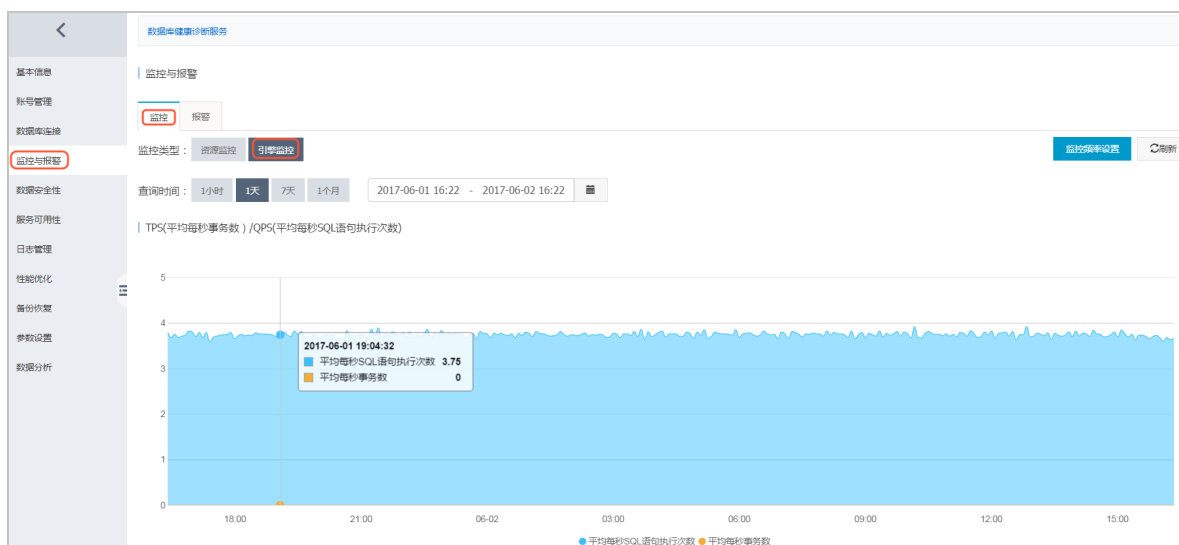 数据库健康诊断服务
基本信息
账号管理
数据库连接
监控与报警
数据安全性
服务可用性
日志管理
性能优化
备份恢复
参数设置
数据分析
监控与报警
监控 报警
监控类型： 资源监控 引擎监控 监控频率设置 刷新
查询时间： 1小时 1天 7天 1个月 2017-06-01 16:22 - 2017-06-02 16:22
TPS(平均每秒事务数 ) /QPS(平均每秒SQL语句执行次数)
5
4
3
2
1
0
2017-06-01 19:04:32
平均每秒SQL语句执行次数 3.75
平均每秒事务数 0
18:00 21:00 06-02 03:00 06:00 09:00 12:00 15:00
平均每秒SQL语句执行次数 平均每秒事务数